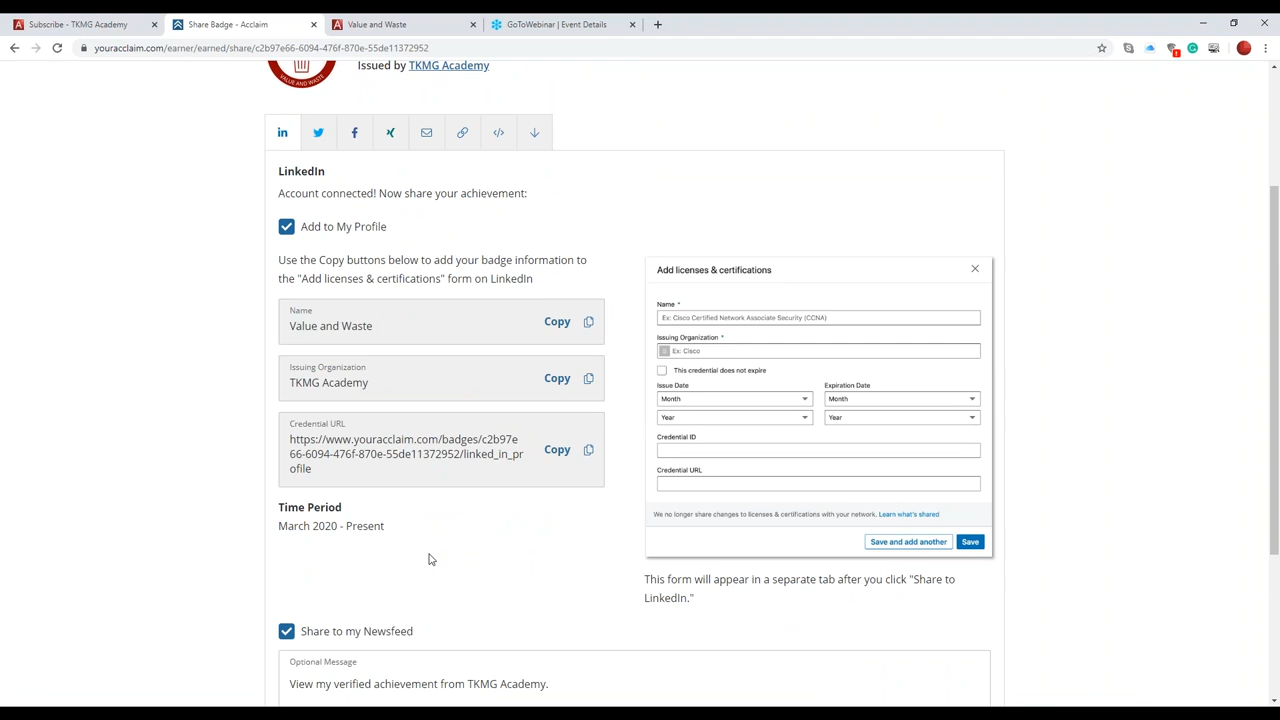 Subscribe - TKMG Academy
Share Badge - Acclaim
Value and Waste
GoToWebinar | Event Details
youracclaim.com/earner/earned/share/c2b97e66-6094-476f-870e-55de11372952
VALUE AND WASTE
Issued by TKMG Academy
LinkedIn
Account connected! Now share your achievement:
Add to My Profile
Use the Copy buttons below to add your badge information to
the "Add licenses & certifications" form on LinkedIn
Name
Value and Waste
Copy
Issuing Organization
TKMG Academy
Copy
Credential URL
https://www.youracclaim.com/badges/c2b97e
66-6094-476f-870e-55de11372952/linked_in_pr
ofile
Copy
Time Period
March 2020 - Present
Add licenses & certifications
Name *
Ex: Cisco Certified Network Associate Security (CCNA)
Issuing Organization *
Ex: Cisco
This credential does not expire
Issue Date
Expiration Date
Month
Month
Year
Year
Credential ID
Credential URL
We no longer share changes to licenses & certifications with your network. Learn what's shared
Save and add another
Save
This form will appear in a separate tab after you click "Share to
LinkedIn."
Share to my Newsfeed
Optional Message
View my verified achievement from TKMG Academy.